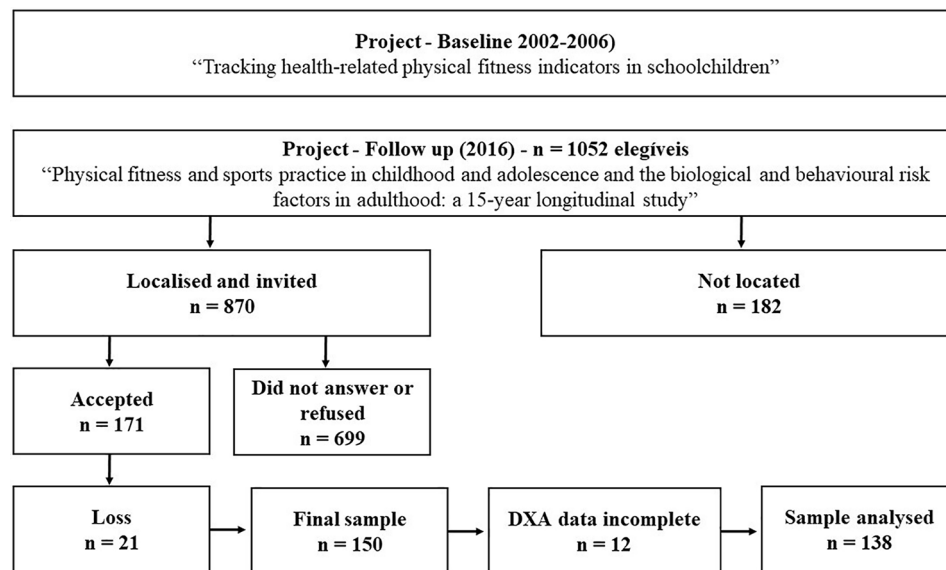 Project - Baseline 2002-2006)
“Tracking health-related physical fitness indicators in schoolchildren”
Project - Follow up (2016) - n = 1052 elegíveis
“Physical fitness and sports practice in childhood and adolescence and the biological and behavioural risk
factors in adulthood: a 15-year longitudinal study”
Localised and invited
n = 870
Not located
n = 182
Accepted
n = 171
Did not answer or
refused
n = 699
Loss
n = 21
Final sample
n = 150
DXA data incomplete
n = 12
Sample analysed
n = 138